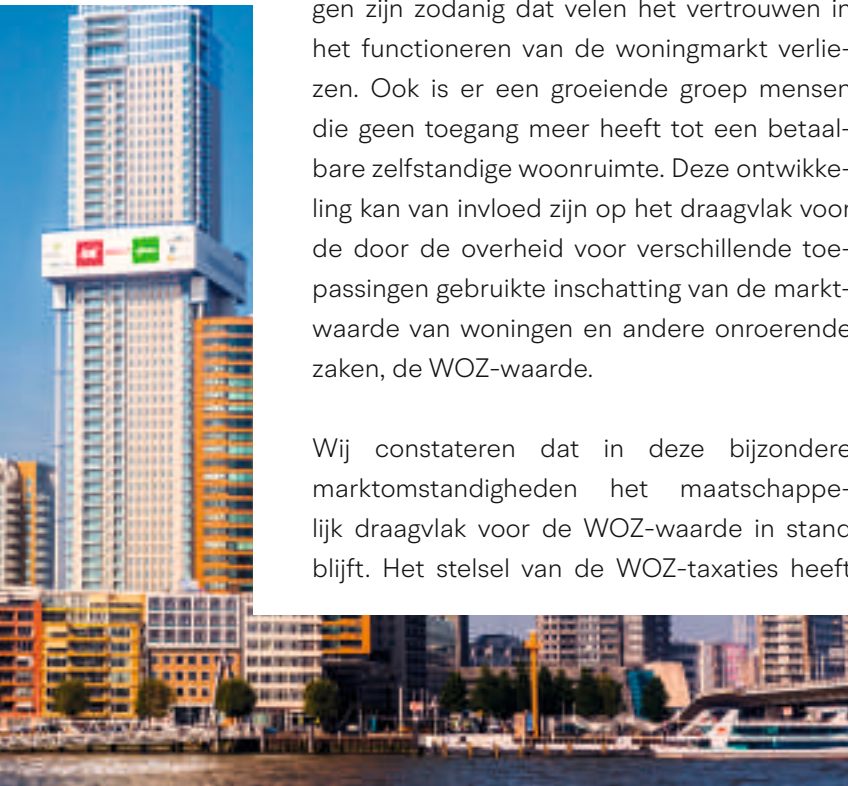 gen zijn zodanig dat velen het vertrouwen in
het functioneren van de woningmarkt verlie-
zen. Ook is er een groeiende groep mensen
die geen toegang meer heeft tot een betaal-
bare zelfstandige woonruimte. Deze ontwikke-
ling kan van invloed zijn op het draagvlak voor
de door de overheid voor verschillende toe-
passingen gebruikte inschatting van de markt-
waarde van woningen en andere onroerende
zaken, de WOZ-waarde.
Wij constateren dat in deze bijzondere
marktomstandigheden het maatschappe-
lijk draagvlak voor de WOZ-waarde in stand
blijft. Het stelsel van de WOZ-taxaties heeft